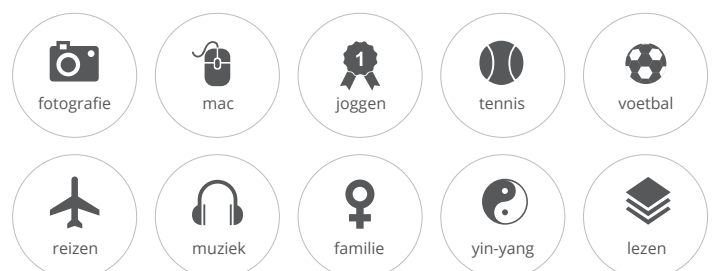 fotografie
mac
1
joggen
tennis
voetbal
reizen
muziek
familie
yin-yang
lezen